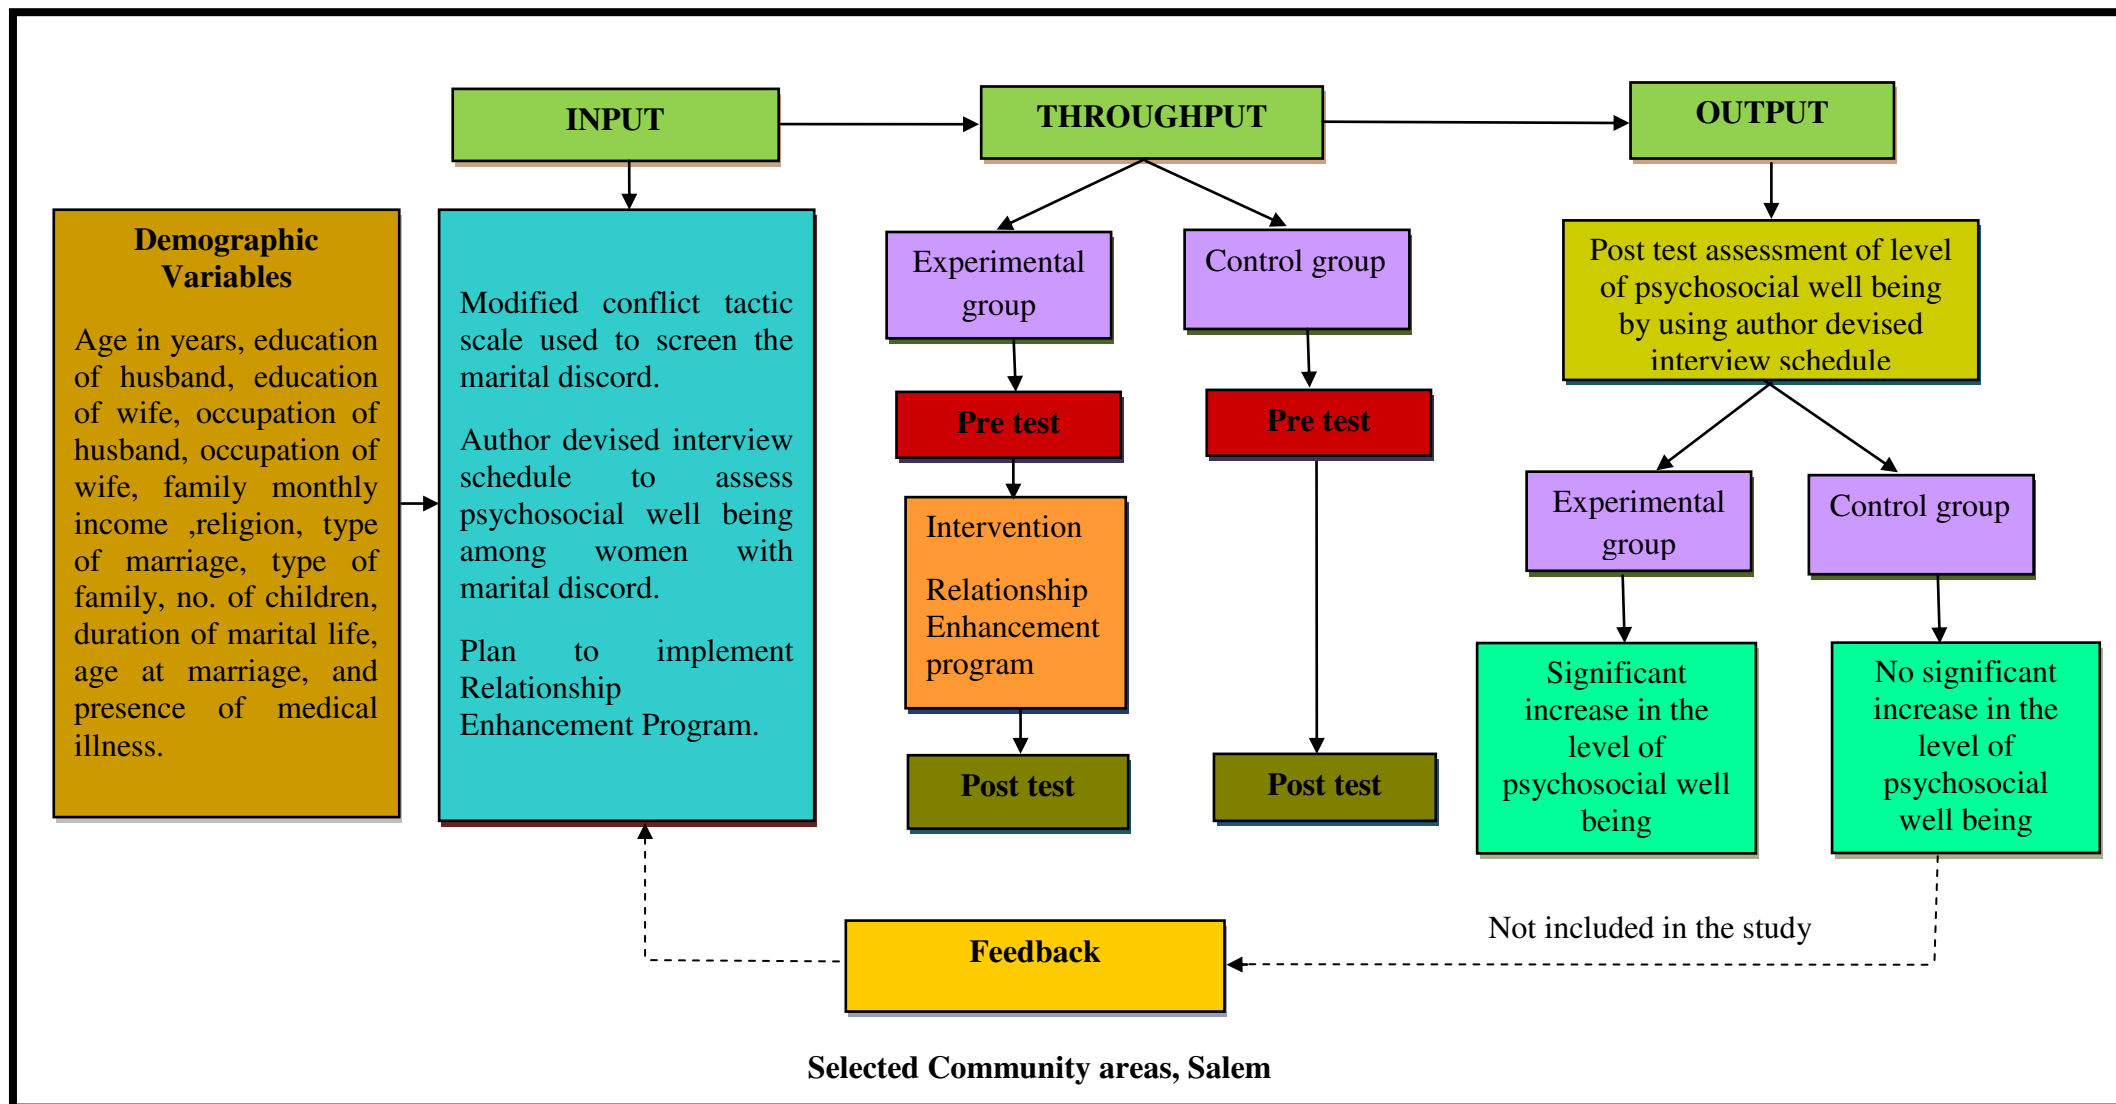 INPUT
THROUGHPUT
OUTPUT
Demographic
Variables
Age in years, education
of husband, education
of wife, occupation of
husband, occupation of
wife, family monthly
income ,religion, type
of marriage, type of
family, no. of children,
duration of marital life,
age at marriage, and
presence of medical
illness.
Modified conflict tactic
scale used to screen the
marital discord.
Author devised interview
schedule to assess
psychosocial well being
among women with
marital discord.
Plan to implement
Relationship
Enhancement Program.
Experimental
group
Control group
Pre test
Pre test
Intervention
Relationship
Enhancement
program
Post test
Post test
Post test assessment of level
of psychosocial well being
by using author devised
interview schedule
Experimental
group
Control group
Significant
increase in the
level of
psychosocial well
being
No significant
increase in the
level of
psychosocial
well being
Not included in the study
Feedback
Selected Community areas, Salem